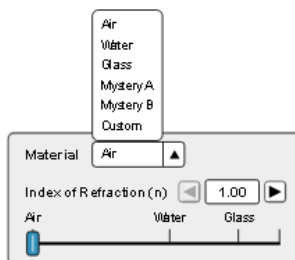 Air
Water
Glass
Mystery A
Mystery B
Custom
Material Air
Index of Refraction (n) 1.00
Air Water Glass